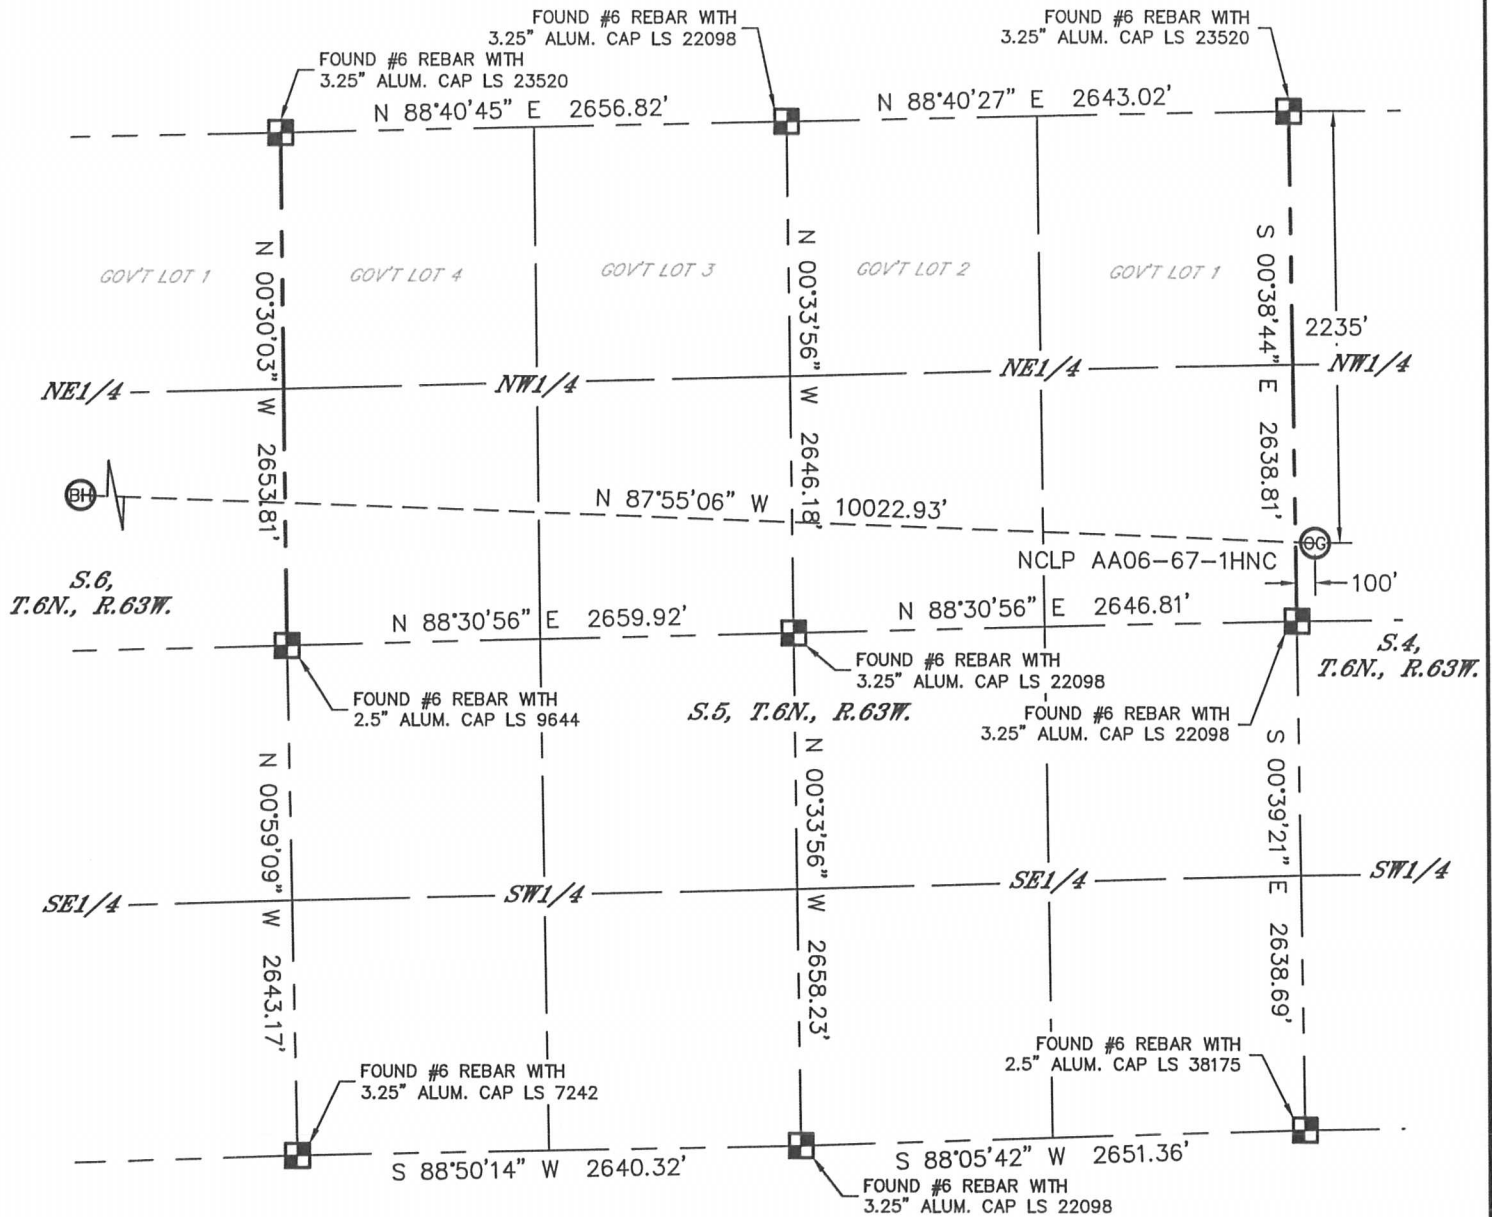 FOUND #6 REBAR WITH
3.25" ALUM. CAP LS 22098
FOUND #6 REBAR WITH
3.25" ALUM. CAP LS 23520
FOUND #6 REBAR WITH
3.25" ALUM. CAP LS 23520
N 88°40'45" E 2656.82'
N 88°40'27" E 2643.02'
GOV'T LOT 1
GOV'T LOT 4
GOV'T LOT 3
GOV'T LOT 2
GOV'T LOT 1
N 00°30'03" W 2653.81'
N 00°33'56" W 2646.18'
S 00°38'44" E 2638.81'
2235'
NE1/4
NW1/4
NE1/4
NW1/4
BH
N 87°55'06" W 10022.93'
OG
NCLP AA06-67-1HNC
100'
S.6,
T.6N., R.63W.
N 88°30'56" E 2659.92'
N 88°30'56" E 2646.81'
S.4,
T.6N., R.63W.
FOUND #6 REBAR WITH
3.25" ALUM. CAP LS 22098
FOUND #6 REBAR WITH
2.5" ALUM. CAP LS 9644
S.5, T.6N., R.63W.
FOUND #6 REBAR WITH
3.25" ALUM. CAP LS 22098
N 00°59'09" W 2643.17'
N 00°33'56" W 2658.23'
S 00°39'21" E 2638.69'
SE1/4
SW1/4
SE1/4
SW1/4
FOUND #6 REBAR WITH
2.5" ALUM. CAP LS 38175
FOUND #6 REBAR WITH
3.25" ALUM. CAP LS 7242
S 88°50'14" W 2640.32'
S 88°05'42" W 2651.36'
FOUND #6 REBAR WITH
3.25" ALUM. CAP LS 22098